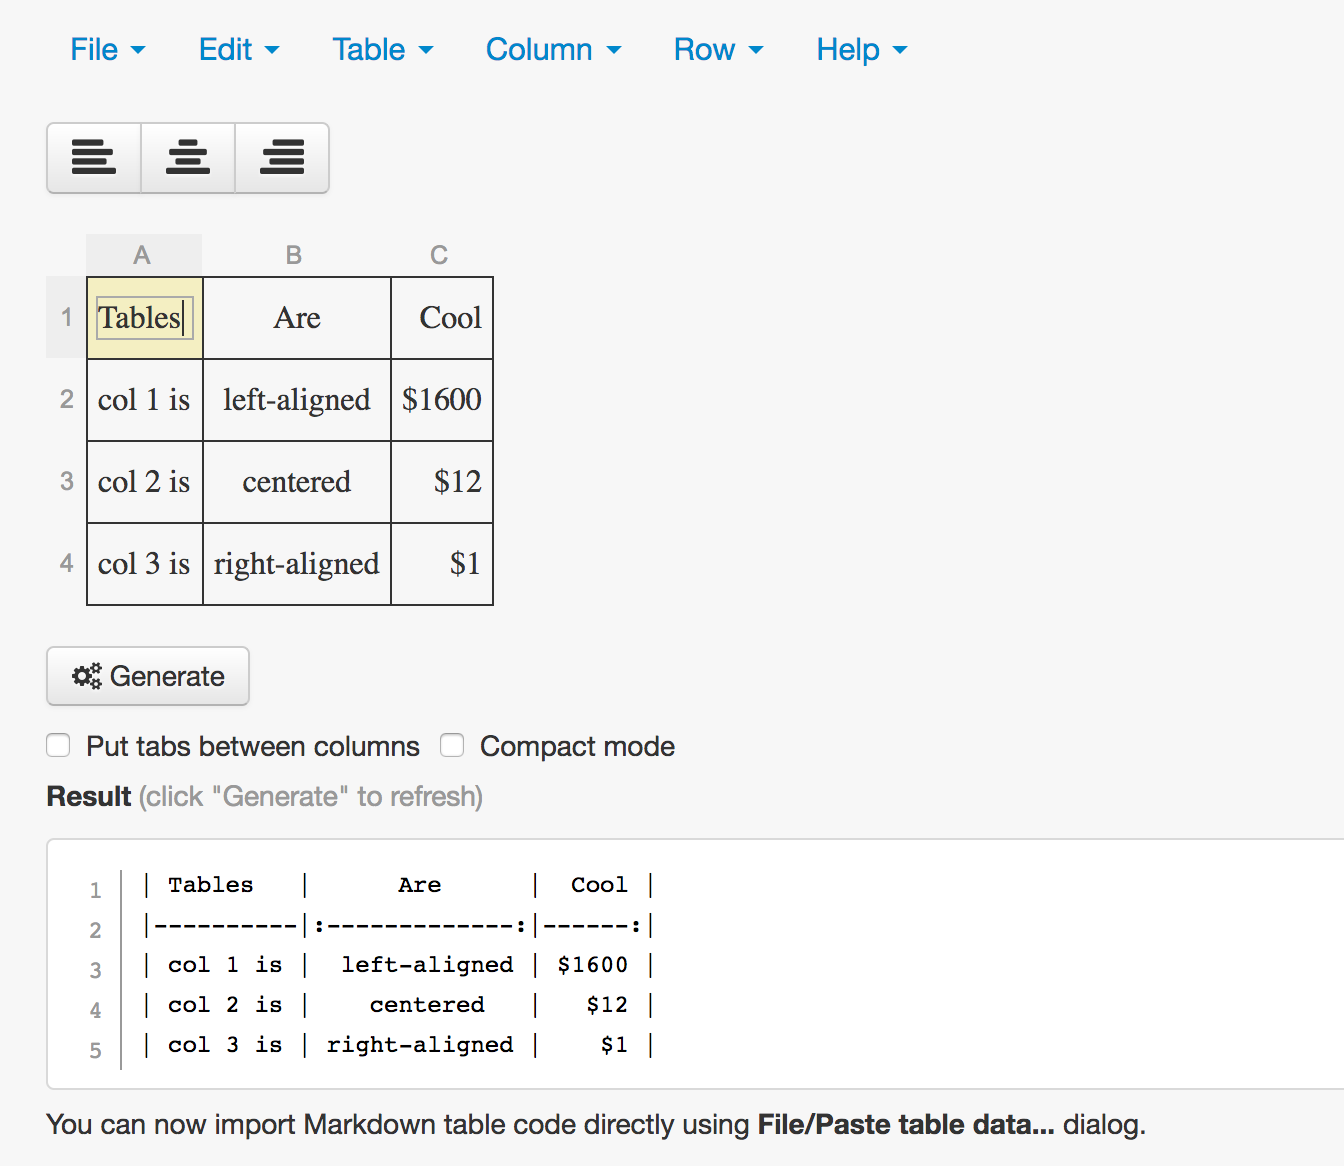 File Edit Table Column Row Help
A B C
1 Tables Are Cool
2 col 1 is left-aligned $1600
3 col 2 is centered $12
4 col 3 is right-aligned $1
Generate
Put tabs between columns Compact mode
Result (click "Generate" to refresh)
1 | Tables   |      Are      |  Cool |
2 |----------|:-------------:|------:|
3 | col 1 is |  left-aligned | $1600 |
4 | col 2 is |    centered   |   $12 |
5 | col 3 is | right-aligned |    $1 |
You can now import Markdown table code directly using File/Paste table data... dialog.